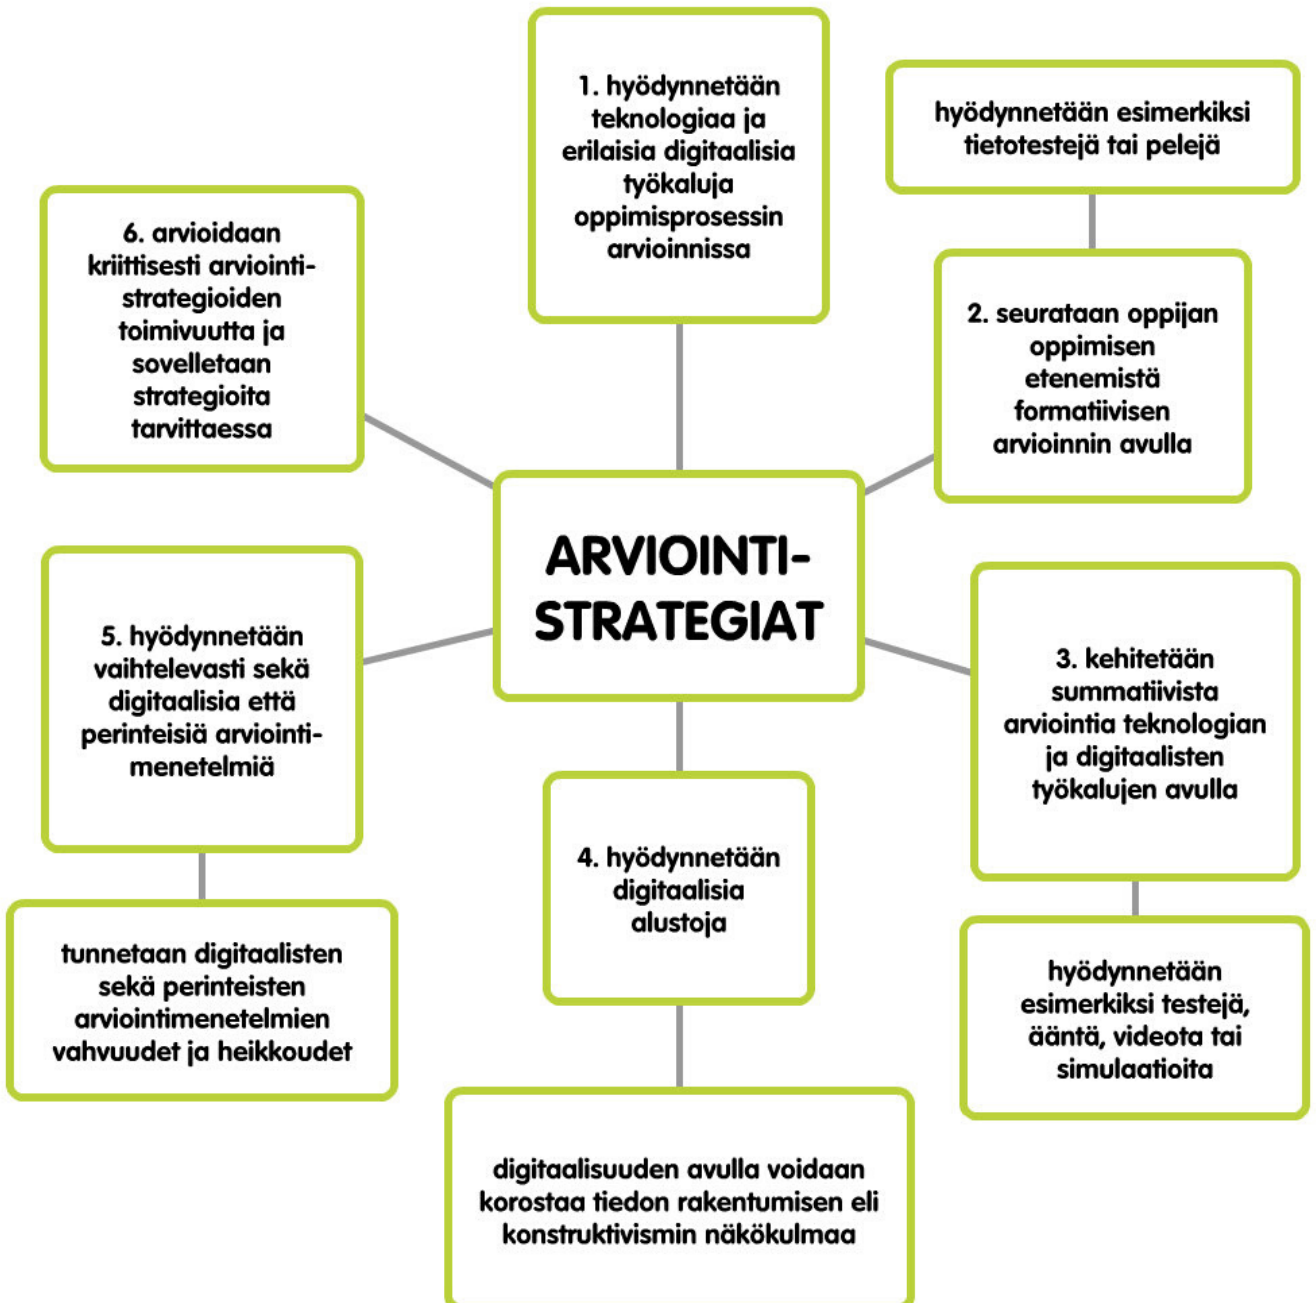 ARVIOINTI-
STRATEGIAT
1. hyödynnetään
teknologiaa ja
erilaisia digitaalisia
työkaluja
oppimisprosessin
arvioinnissa
hyödynnetään esimerkiksi
tietotestejä tai pelejä
2. seurataan oppijan
oppimisen
etenemistä
formatiivisen
arvioinnin avulla
3. kehitetään
summatiivista
arviointia teknologian
ja digitaalisten
työkalujen avulla
hyödynnetään
esimerkiksi testejä,
ääntä, videota tai
simulaatioita
4. hyödynnetään
digitaalisia
alustoja
digitaalisuuden avulla voidaan
korostaa tiedon rakentumisen eli
konstruktivismin näkökulmaa
5. hyödynnetään
vaihtelevasti sekä
digitaalisia että
perinteisiä arviointi-
menetelmiä
tunnetaan digitaalisten
sekä perinteisten
arviointimenetelmien
vahvuudet ja heikkoudet
6. arvioidaan
kriittisesti arviointi-
strategioiden
toimivuutta ja
sovelletaan
strategioita
tarvittaessa